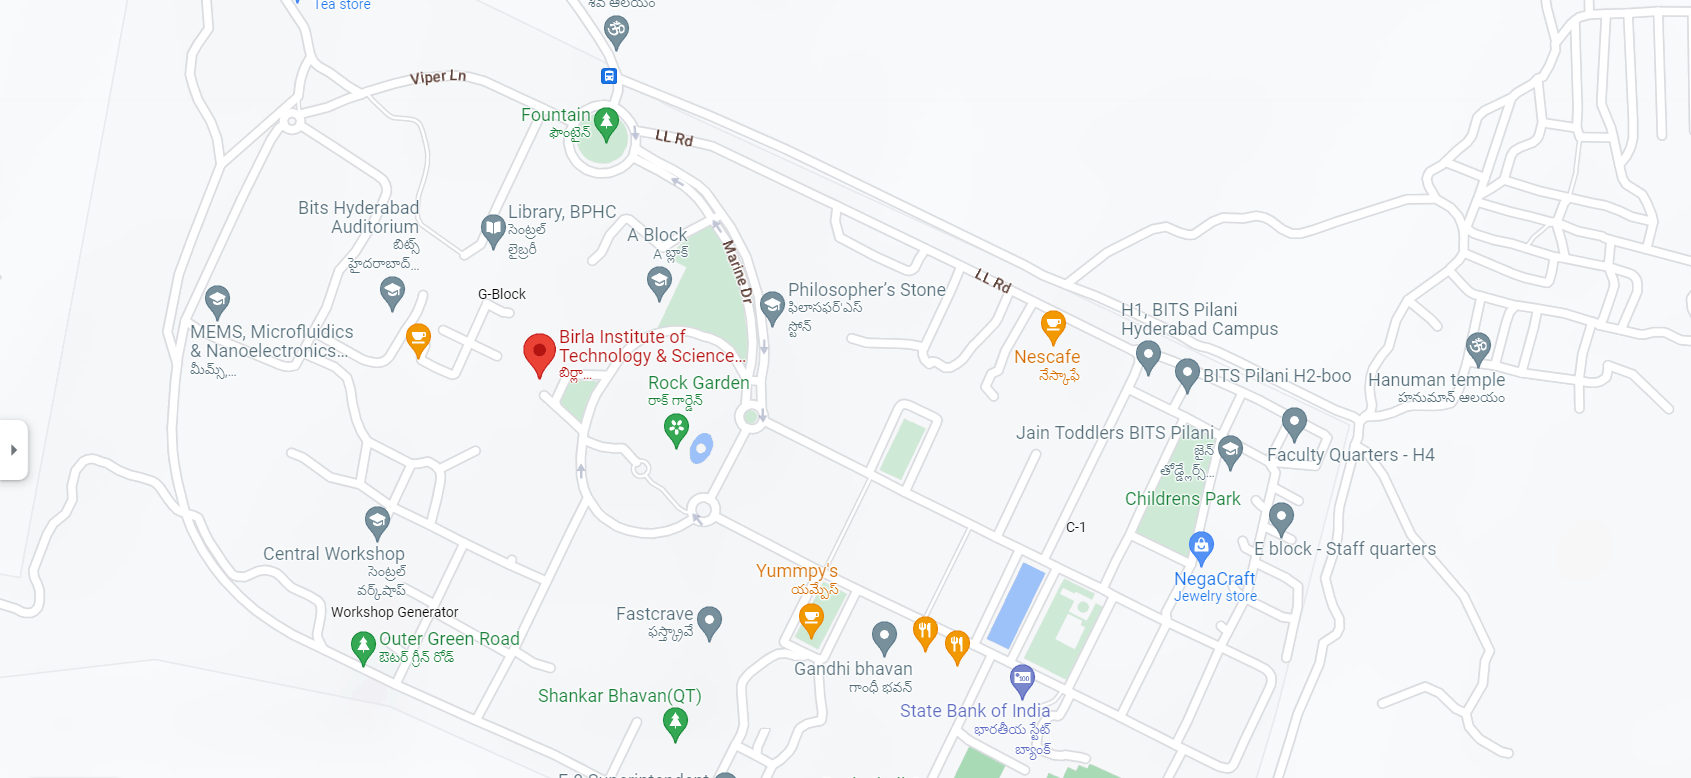 Tea store
శివ ఆలయం
Viper Ln
Fountain
ఫౌంటైన్
LL Rd
Bits Hyderabad
Auditorium
బిట్స్
హైదరాబాద్...
Library, BPHC
సెంట్రల్
లైబ్రరీ
A Block
A బ్లాక్
Marine Dr
G-Block
Philosopher's Stone
ఫిలాసఫర్'ఎస్
స్టోన్
LL Rd
H1, BITS Pilani
Hyderabad Campus
MEMS, Microfluidics
& Nanoelectronics...
మీమ్స్,...
Birla Institute of
Technology & Science...
బిర్లా...
Nescafe
నేస్కాఫే
BITS Pilani H2-boo
Hanuman temple
హనుమాన్ ఆలయం
Rock Garden
రాక్ గార్డెన్
Jain Toddlers BITS Pilani
జైన్
Faculty Quarters - H4
Childrens Park
C-1
Central Workshop
సెంట్రల్
వర్క్‌షాప్
E block - Staff quarters
Yummpy's
యమ్పేస్
NegaCraft
Jewelry store
Workshop Generator
Fastcrave
ఫస్త్క్రావే
Outer Green Road
ఔటర్ గ్రీన్ రోడ్
Gandhi bhavan
గాంధీ భవన్
Shankar Bhavan(QT)
State Bank of India
భారతీయ స్టేట్
బ్యాంక్